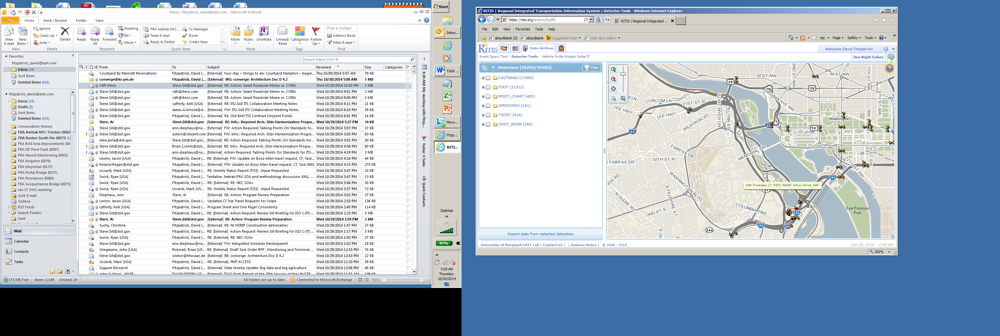 Inbox - fitzpatrick_david@bah.com - Microsoft Outlook
File Home Send / Receive Folder View
New E-mail
New Items
New
Ignore
Clean Up
Junk
Delete
Delete
Reply
Reply All
Forward
Meeting
IM
More
Respond
FRA Amtrak NYC...
Team E-mail
Reply & Delete
To Manager
Done
Create New
Quick Steps
Move
Rules
OneNote
Move
Unread/ Read
Categorize
Follow Up
Tags
Find a Contact
Address Book
Filter E-mail
Find
Favorites
fitzpatrick_david@bah.com
Inbox (24)
Sent Items
Deleted Items (416)
fitzpatrick_david@bah.com
Inbox (24)
Drafts [3]
Sent Items
Deleted Items (416)
Conversation History
FRA Amtrak NYC-Trenton (0062
FRA Boston South Stn (0073) (1)
FRA BWI Area Improvements (00
FRA DE Third Track (0097)
FRA Harold Interlocking (0065)
FRA Kingston (0079)
FRA Moynihan (0127)
FRA Portal Bridge (0027)
FRA Providence (0080)
FRA Susquehanna Bridge (0075)
Jan 17 SWG meeting
Junk E-mail
Outbox
RSS Feeds
Search Folders
Sent
Mail
Calendar
Contacts
Tasks
Search Inbox (Ctrl+E)
From To Subject Received Size Categories
Courtyard By Marriott Reservations Fitzpatrick, David [... [External] Your stay + things to do: Courtyard Hampton – begin... Thu 10/30/2014 5:57 AM 79 KB
converge@ks-pm.de Fitzpatrick, David [... [External] WG: converge: Architecture Doc D 4.2 Thu 10/30/2014 5:08 AM 5 MB
Cliff Heise Steve.Sill@dot.gov [External] RE: Action: Smart Roadside Memo re. CVRIA Wed 10/29/2014 10:30 PM 1 MB
Steve.Sill@dot.gov cdh@iteris.com [External] RE: Action: Smart Roadside Memo re. CVRIA Wed 10/29/2014 9:01 PM 2 MB
Steve.Sill@dot.gov cdh@iteris.com [External] RE: Action: Smart Roadside Memo re. CVRIA Wed 10/29/2014 9:00 PM 2 MB
Steve.Sill@dot.gov Lafferty, Kelli [USA] [External] RE: ITU-SAE ITS Collaboration Meeting Notes Wed 10/29/2014 6:11 PM 21 KB
Steve.Sill@dot.gov James.A.Arnold@d... [External] FW: ITU-SAE ITS Collaboration Meeting Notes Wed 10/29/2014 6:10 PM 39 KB
Steve.Sill@dot.gov Fitzpatrick, David [... [External] Re. Old BAH TSS Contract Unspent Funds Wed 10/29/2014 6:01 PM 16 KB
Stern, Al Steve.Sill@dot.gov [External] RE: Info.: Required Arch.-Stds-Harmonization Progra... Wed 10/29/2014 5:27 PM 34 KB
Steve.Sill@dot.gov ann.diephaus@no... [External] FW: Action Required: Talking Points On Standards fo... Wed 10/29/2014 5:07 PM 37 KB
Steve.Sill@dot.gov astern@citizant.com [External] FW: Info.: Required Arch.-Stds-Harmonization Progra... Wed 10/29/2014 5:03 PM 83 KB
mike.pina@dot.gov Steve.Sill@dot.gov... [External] RE: Action Required: Talking Points On Standards for... Wed 10/29/2014 5:01 PM 30 KB
Steve.Sill@dot.gov Brian.Cronin@dot... [External] RE: Info.: Required Arch.-Stds-Harmonization Progra... Wed 10/29/2014 4:58 PM 80 KB
Steve.Sill@dot.gov ann.diephaus@no... [External] Action Required: Talking Points On Standards for ITS-... Wed 10/29/2014 4:19 PM 3 MB
Levinn, Jason [USA] Fitzpatrick, David [... RE: [External] FW: Update on Booz Allen travel request, CT, Task... Wed 10/29/2014 4:16 PM 44 KB
Roland.Regan@dot.gov Fitzpatrick, David [... [External] FW: Update on Booz Allen travel request, CT, Task 0001 Wed 10/29/2014 4:15 PM 274 KB
Uccardi, Mark [USA] Fitzpatrick, David [... RE: Weekly Status Report (TO3) - Input Requested Wed 10/29/2014 3:47 PM 33 KB
Swick, Ryan [USA] Fitzpatrick, David [... Tentative: Amtrak/FRA SOA and methodology discussion: KNG, ... Wed 10/29/2014 3:47 PM 13 KB
Swick, Ryan [USA] Fitzpatrick, David [... RE: [External] RE: NEC SOAs Wed 10/29/2014 3:46 PM 30 KB
Swick, Ryan [USA] Uccardi, Mark [US... RE: Weekly Status Report (TO3) - Input Requested Wed 10/29/2014 3:37 PM 72 KB
Diephaus, Ann Stern, Al [External] RE: Action: Program Review Preparation Wed 10/29/2014 3:02 PM 27 KB
Levinn, Jason [USA] Fitzpatrick, David [... Updated CT Trip Travel Requests for Volpe Wed 10/29/2014 2:53 PM 136 KB
Lafferty, Kelli [USA] Fitzpatrick, David [... Program Sheet and One Pager Consistency Wed 10/29/2014 2:40 PM 114 KB
Steve.Sill@dot.gov Fitzpatrick, David [... RE: [External] Action Request: Review Sill Briefing for ISO C-ITS ... Wed 10/29/2014 2:25 PM 3 MB
Stern, Al Steve.Sill@dot.gov [External] RE: Action: Program Review Preparation Wed 10/29/2014 1:59 PM 2 MB
Suchy, Christine Fitzpatrick, David [... RE: NJ HSRIP Construction deliverables Wed 10/29/2014 1:47 PM 27 KB
Steve.Sill@dot.gov Fitzpatrick, David [... RE: [External] Action Request: Review Sill Briefing for ISO C-ITS ... Wed 10/29/2014 1:17 PM 3 MB
Swick, Ryan [USA] Fitzpatrick, David [... RE: [External] RE: NEC SOAs Wed 10/29/2014 1:03 PM 27 KB
Steve.Sill@dot.gov ann.diephaus@no... [External] FW: Integrated Schedule Development Wed 10/29/2014 1:02 PM 18 KB
Wiegmann, John [USA] Pickerall, Brian [US... RE: [External] Draft Task Order RFP - Monitoring and Technical ... Wed 10/29/2014 12:53 PM 74 KB
Steve.Sill@dot.gov wieker@htwsaar.de [External] RE: converge: Architecture Doc D 4.2 Wed 10/29/2014 12:43 PM 22 KB
Uccardi, Mark [USA] Fitzpatrick, David [... RE: [External] PMT ACCESS Wed 10/29/2014 12:23 PM 39 KB
Gigaom Research Fitzpatrick, David [... [External] Data Weekly Update: Big data and big agriculture Wed 10/29/2014 12:08 PM 48 KB
8:30 AM: My meeting with Fitzp...
Today: 4 Tasks
Quick Contacts
175 MB Free Items: 1,149 Unread: 24 All folders are up to date. Connected to Microsoft Exchange 90%
Start
Inbox...
TASK ...
Micro...
Fitzp...
RITI...
Desktop
97%
7:09 AM
Thursday
10/30/2014
RITIS | Regional Integrated Transportation Information System :: Detector Tools - Windows Internet Explorer
https://ritis.org/archive/traffic
RITIS | Regional Integrated ...
File Edit View Favorites Tools Help
aboutblank (2) aboutblank Suggested Sites Web Slice Gallery Page Safety Tools
RITIS Data Archive Welcome David Fitzpatrick!
Event Query Tool Detector Tools Vehicle Probe Project Suite Use Night Colors
Detectors (29782/29782) Filter
CALTRANS (17004)
FDOT (11312)
MDOT_CHART (483)
SPEEDINFO (101)
TXDOT (616)
VDOT_NOVA (266)
Export data from selected detectors
M ST NW
M ST NW
2ND ST NW
7TH ST NW
6TH ST NW
29
29
VIRGINIA AVE NW
LORCOM LN
LEE HWY
21ST ST N
LEE HWY
WILSON BLVD
FORT MYER DR
N LYNN ST
Washington
66
66
50
FAIRFAX DR
10TH ST N
N FAIRFAX DR
MEMORIAL DR
7TH ST SW
12TH ST SW
395
WASHINGTON BLVD
S FILLMORE ST
N GLEBE RD
2ND ST S
COLUMBIA PIKE
SW Freeway (I-395) NEAR Ohio Drive SW
27
East Potomac Park
395
395
395
244
University of Maryland CATT Lab ( Contact Us ) ( Release Notes ) © 2008 - 2014
Oct 30, 2014 - 7:09 AM
100%